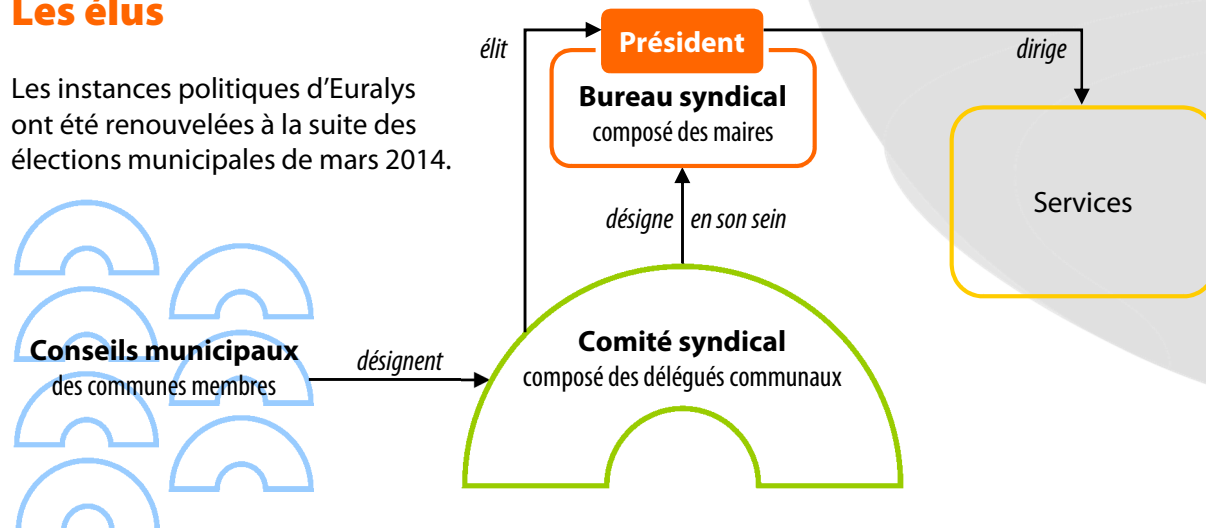 Les élus
Les instances politiques d'Euralys
ont été renouvelées à la suite des
élections municipales de mars 2014.
élit
Président
dirige
Bureau syndical
composé des maires
Services
désigne en son sein
Conseils municipaux
des communes membres
désignent
Comité syndical
composé des délégués communaux